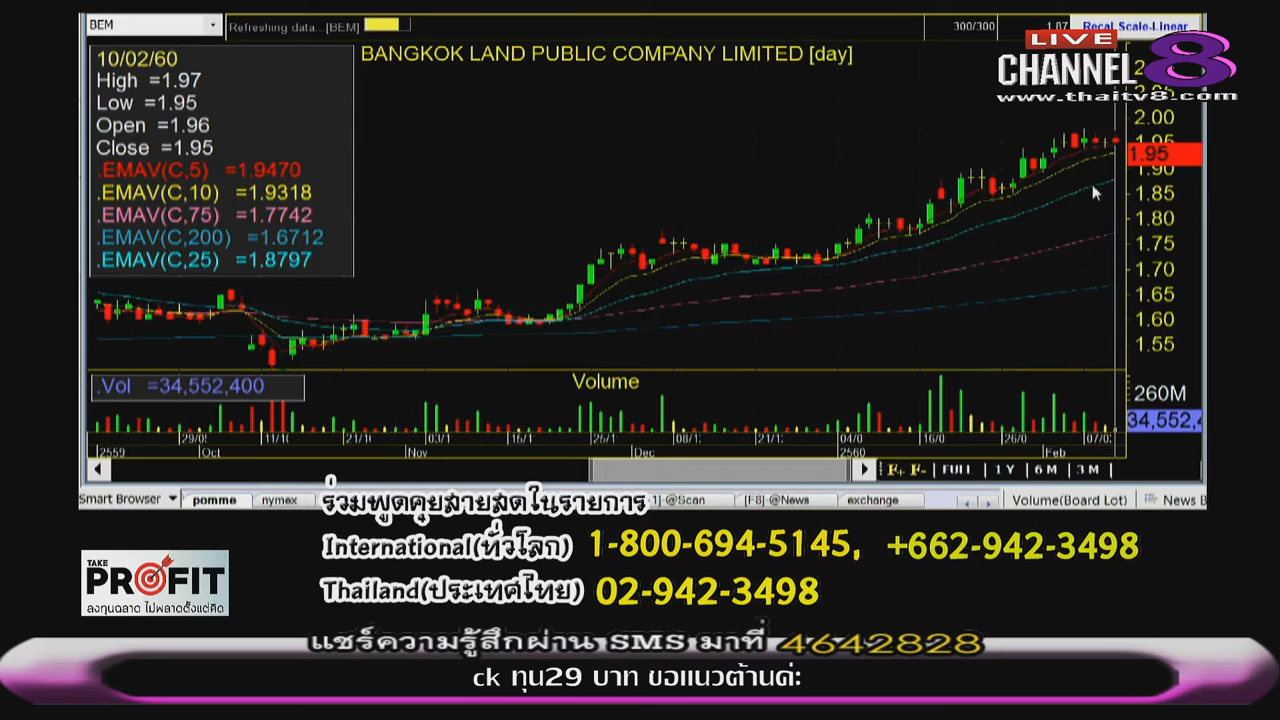 BEM
Refreshing data...[BEM]
300/300
1.87
Recal Scale-Linear
LIVE
CHANNEL 8
www.thaitv8.com
BANGKOK LAND PUBLIC COMPANY LIMITED [day]
10/02/60
High =1.97
Low =1.95
Open =1.96
Close =1.95
.EMAV(C,5) =1.9470
.EMAV(C,10) =1.9318
.EMAV(C,75) =1.7742
.EMAV(C,200) =1.6712
.EMAV(C,25) =1.8797
2.00
1.95
1.90
1.85
1.80
1.75
1.70
1.65
1.60
1.55
.Vol =34,552,400
Volume
260M
34,552,4
29/0 11/10 21/1 03/1 15/1 25/1 08/1 21/1 04/0 16/0 26/0 07/0
2559 Oct Nov Dec 2560 Feb
F+ F- FULL 1 Y 6 M 3 M
Smart Browser pommo nymex 1]-@Scan [F8]-@News exchange Volume(Board Lot) News B
ร่วมพูดคุยสายสดในรายการ
International(ทั่วโลก) 1-800-694-5145, +662-942-3498
Thailand(ประเทศไทย) 02-942-3498
TAKE
PROFIT
ลงทุนฉลาด ไม่พลาดตั้งแต่คิด
แชร์ความรู้สึกผ่าน SMS มาที่ 4642828
ck ทุน29 บาท ขอแนวต้านค่ะ